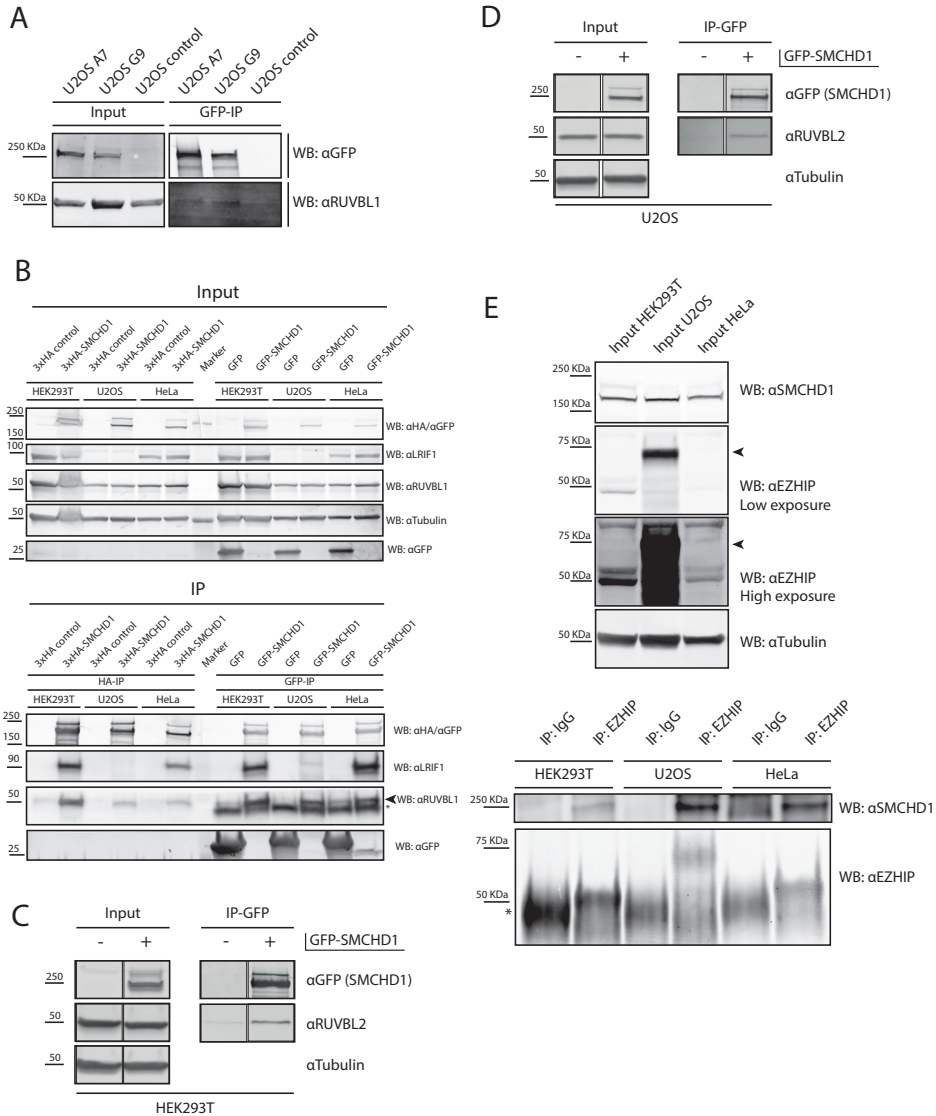 A
U2OS A7
U2OS G9
U2OS control
U2OS A7
U2OS G9
U2OS control
Input
GFP-IP
250 KDa
WB: αGFP
50 KDa
WB: αRUVBL1
B
Input
3xHA control
3xHA-SMCHD1
3xHA control
3xHA-SMCHD1
3xHA control
3xHA-SMCHD1
Marker
GFP
GFP-SMCHD1
GFP
GFP-SMCHD1
GFP
GFP-SMCHD1
HEK293T
U2OS
HeLa
HEK293T
U2OS
HeLa
250
150
WB: αHA/αGFP
100
WB: αLRIF1
50
WB: αRUVBL1
50
WB: αTubulin
25
WB: αGFP
IP
3xHA control
3xHA-SMCHD1
3xHA control
3xHA-SMCHD1
3xHA control
3xHA-SMCHD1
Marker
GFP
GFP-SMCHD1
GFP
GFP-SMCHD1
GFP
GFP-SMCHD1
HA-IP
GFP-IP
HEK293T
U2OS
HeLa
HEK293T
U2OS
HeLa
250
150
WB: αHA/αGFP
90
WB: αLRIF1
50
WB: αRUVBL1
*
25
WB: αGFP
C
Input
IP-GFP
-
+
-
+
GFP-SMCHD1
250
αGFP (SMCHD1)
50
αRUVBL2
50
αTubulin
HEK293T
D
Input
IP-GFP
-
+
-
+
GFP-SMCHD1
250
αGFP (SMCHD1)
50
αRUVBL2
50
αTubulin
U2OS
E
Input HEK293T
Input U2OS
Input HeLa
250 KDa
150 KDa
WB: αSMCHD1
75 KDa
50 KDa
WB: αEZHIP
Low exposure
75 KDa
50 KDa
WB: αEZHIP
High exposure
50 KDa
WB: αTubulin
IP: IgG
IP: EZHIP
IP: IgG
IP: EZHIP
IP: IgG
IP: EZHIP
HEK293T
U2OS
HeLa
250 KDa
WB: αSMCHD1
75 KDa
50 KDa
*
WB: αEZHIP